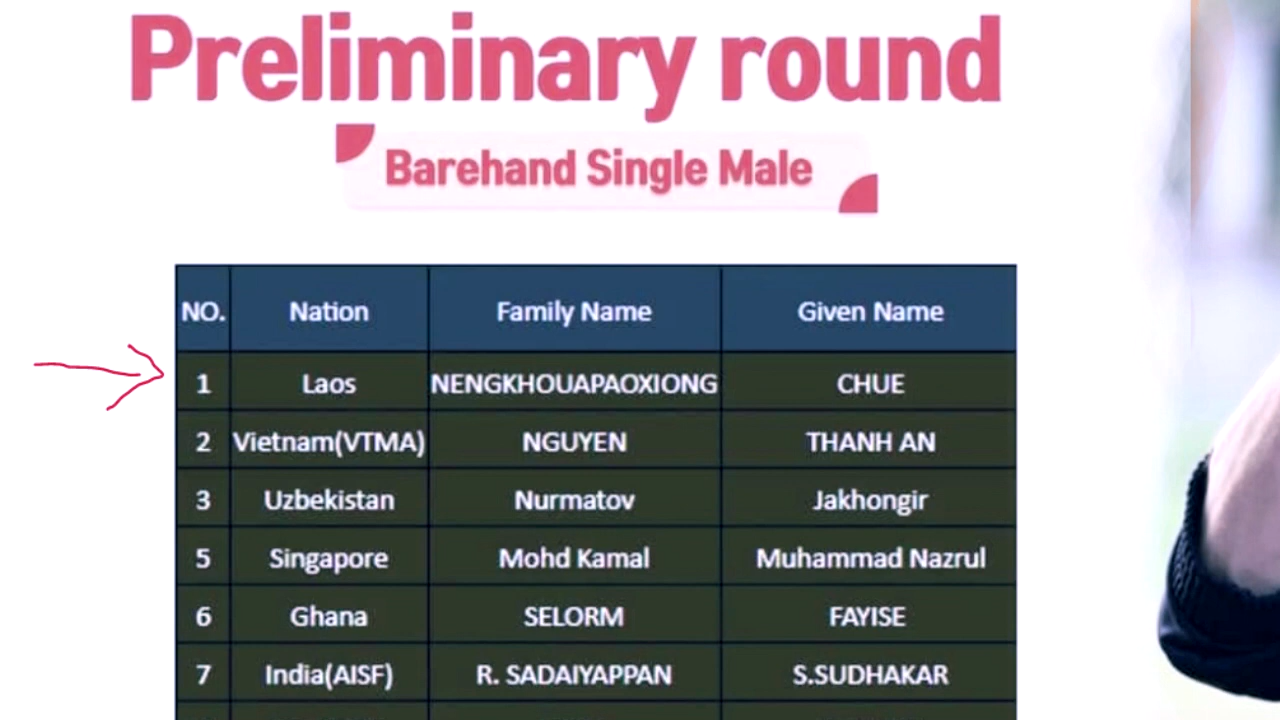 Preliminary round
Barehand Single Male
NO. Nation Family Name Given Name
1 Laos NENGKHOUAPAOXIONG CHUE
2 Vietnam(VTMA) NGUYEN THANH AN
3 Uzbekistan Nurmatov Jakhongir
5 Singapore Mohd Kamal Muhammad Nazrul
6 Ghana SELORM FAYISE
7 India(AISF) R. SADAIYAPPAN S.SUDHAKAR